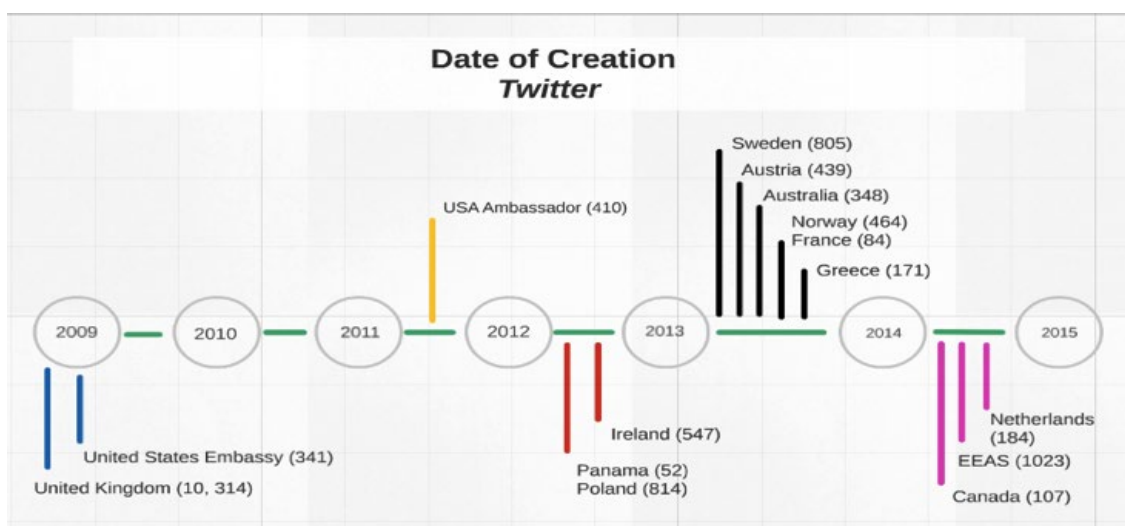 Date of Creation
Twitter
Sweden (805)
Austria (439)
Australia (348)
USA Ambassador (410)
Norway (464)
France (84)
Greece (171)
2009
2010
2011
2012
2013
2014
2015
Ireland (547)
Netherlands
(184)
United States Embassy (341)
EEAS (1023)
Panama (52)
United Kingdom (10, 314)
Poland (814)
Canada (107)